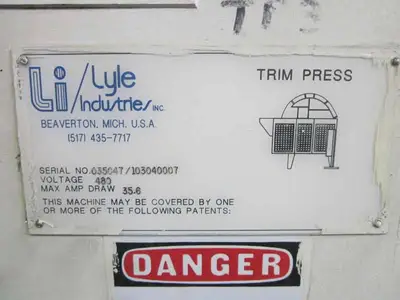 Li / Lyle
Industries, INC.
BEAVERTON, MICH. U.S.A.
(517) 435-7717
TRIM PRESS
SERIAL NO. 035047/103040007
VOLTAGE 480
MAX AMP DRAW 35.6
THIS MACHINE MAY BE COVERED BY ONE
OR MORE OF THE FOLLOWING PATENTS:
DANGER